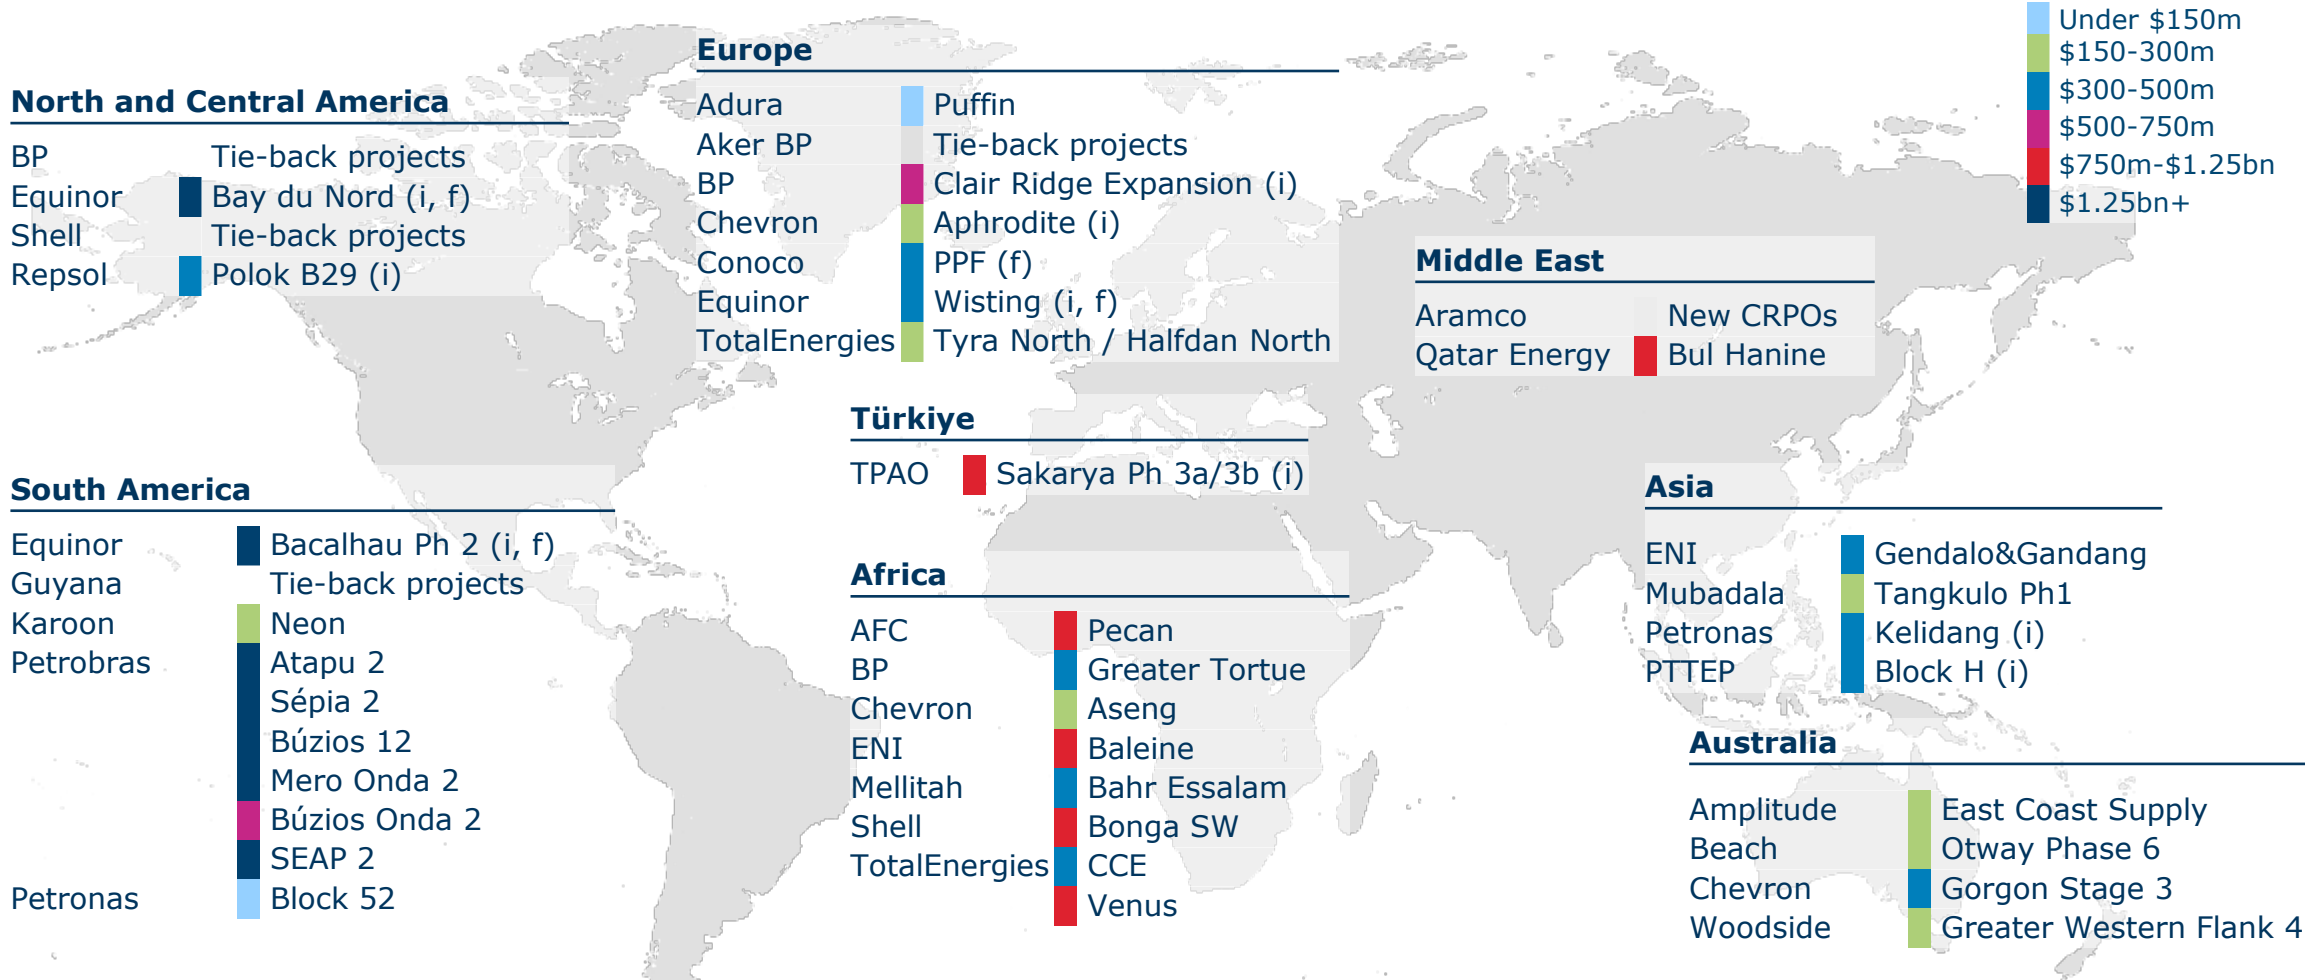 Under $150m
$150-300m
$300-500m
$500-750m
$750m-$1.25bn
$1.25bn+
North and Central America
BP Tie-back projects
Equinor Bay du Nord (i, f)
Shell Tie-back projects
Repsol Polok B29 (i)
Europe
Adura Puffin
Aker BP Tie-back projects
BP Clair Ridge Expansion (i)
Chevron Aphrodite (i)
Conoco PPF (f)
Equinor Wisting (i, f)
TotalEnergies Tyra North / Halfdan North
Middle East
Aramco New CRPOs
Qatar Energy Bul Hanine
Türkiye
TPAO Sakarya Ph 3a/3b (i)
South America
Equinor Bacalhau Ph 2 (i, f)
Guyana Tie-back projects
Karoon Neon
Petrobras Atapu 2
Sépia 2
Búzios 12
Mero Onda 2
Búzios Onda 2
SEAP 2
Petronas Block 52
Africa
AFC Pecan
BP Greater Tortue
Chevron Aseng
ENI Baleine
Mellitah Bahr Essalam
Shell Bonga SW
TotalEnergies CCE
Venus
Asia
ENI Gendalo&Gandang
Mubadala Tangkulo Ph1
Petronas Kelidang (i)
PTTEP Block H (i)
Australia
Amplitude East Coast Supply
Beach Otway Phase 6
Chevron Gorgon Stage 3
Woodside Greater Western Flank 4